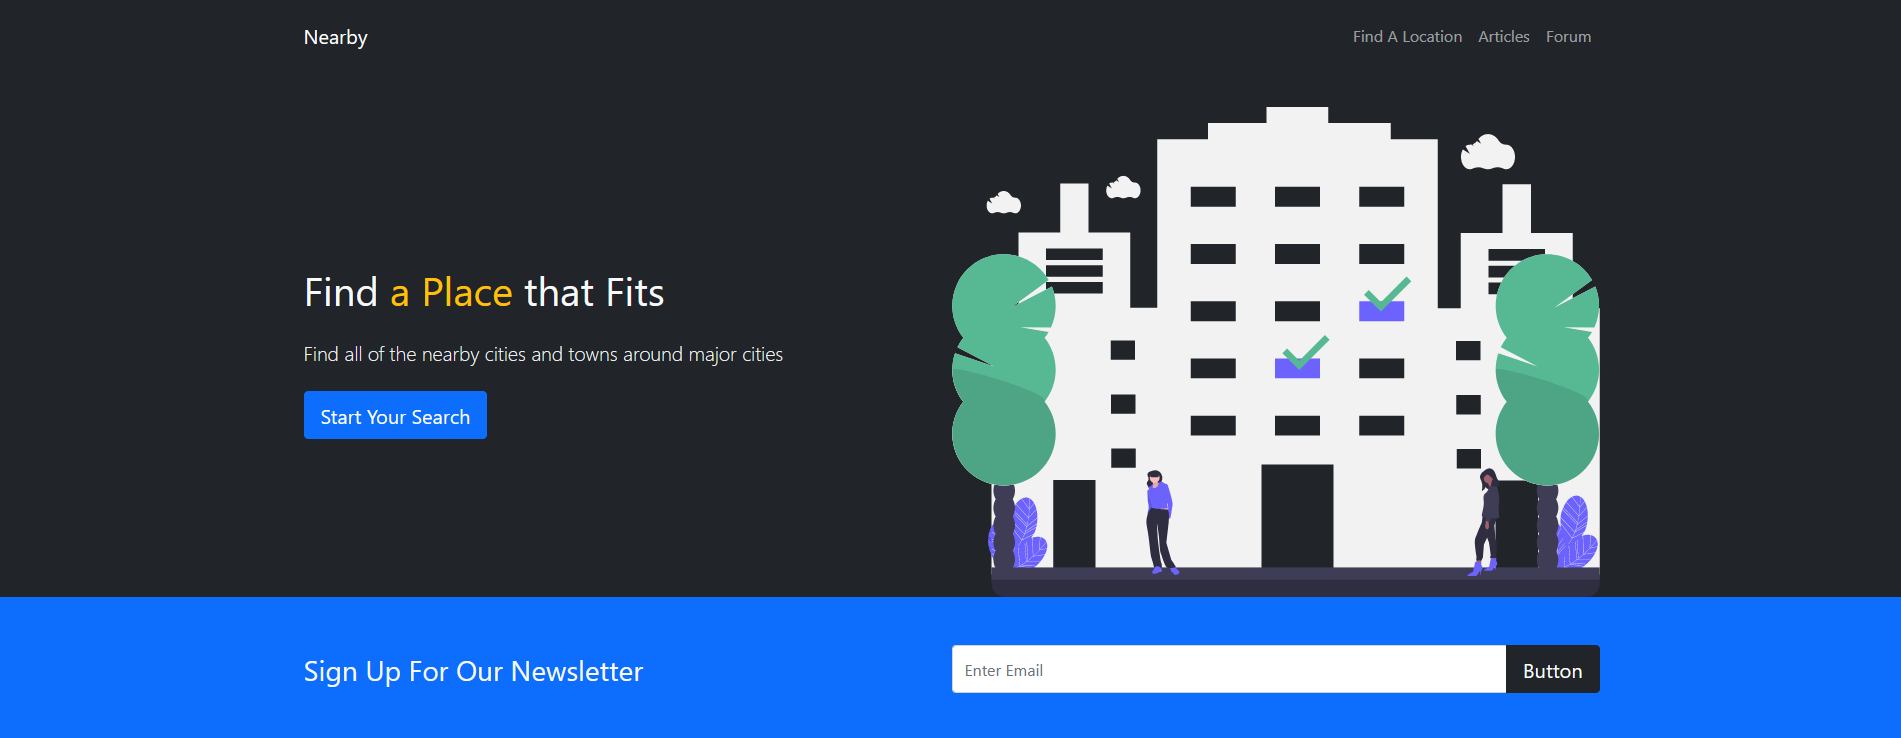 Nearby
Find A Location Articles Forum
Find a Place that Fits
Find all of the nearby cities and towns around major cities
Start Your Search
Sign Up For Our Newsletter
Enter Email
Button